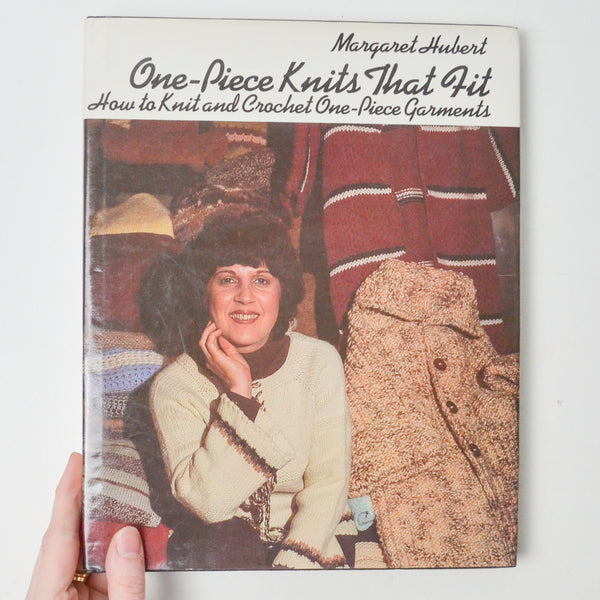 Margaret Hubert
One-Piece Knits That Fit
How to Knit and Crochet One-Piece Garments